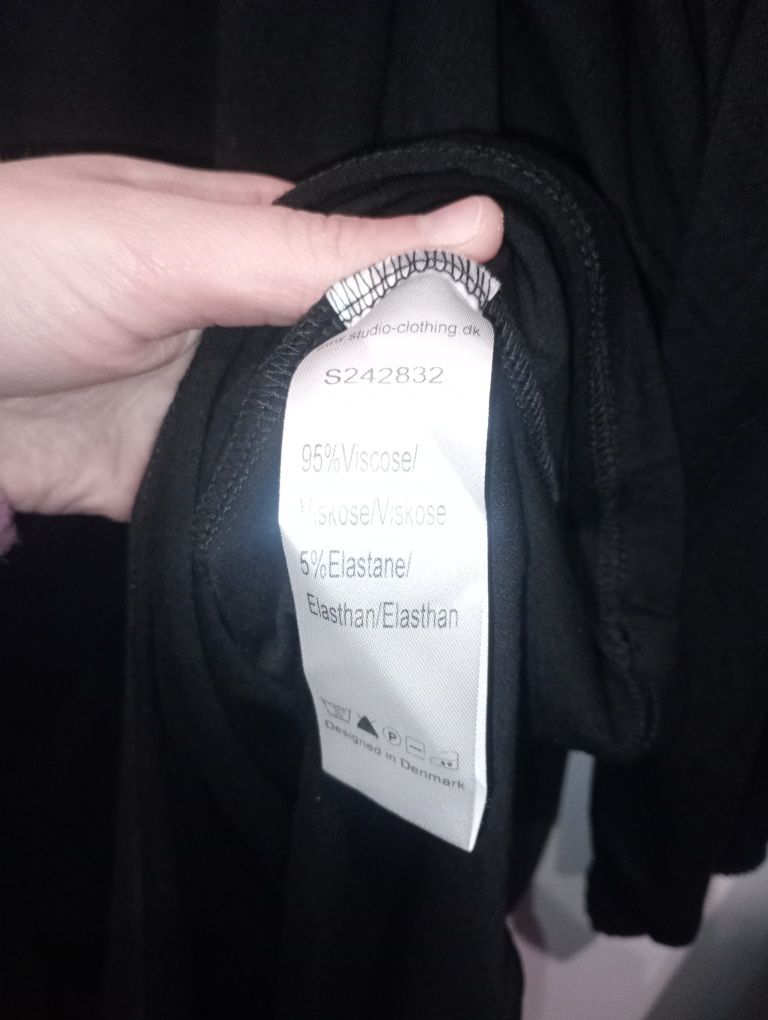 studio-clothing dk
S242832
95%Viscose/
Viskose/Viskose
5%Elastane/
Elasthan/Elasthan
P
Designed in Denmark